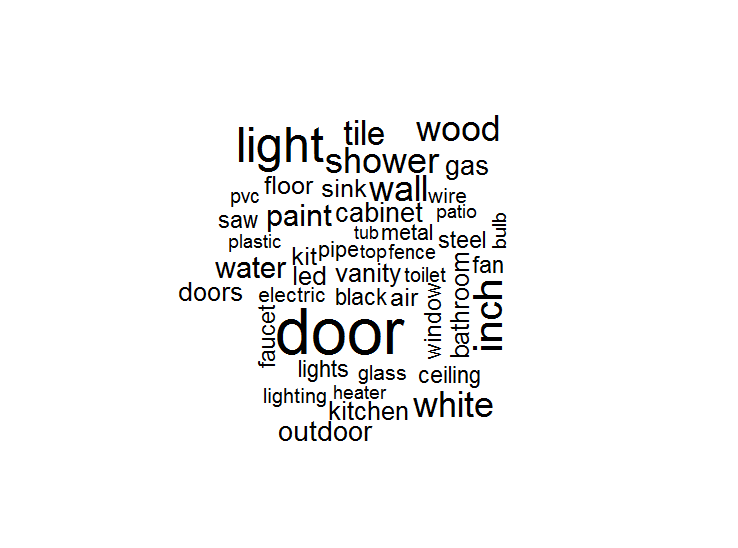 light tile wood
shower gas
floor sink wall wire
pvc
saw paint cabinet patio
bulb
tub metal steel
plastic kit pipe top fence
water led vanity toilet fan
doors electric black air
window bathroom inch
faucet door
lights glass ceiling
lighting heater
kitchen white
outdoor